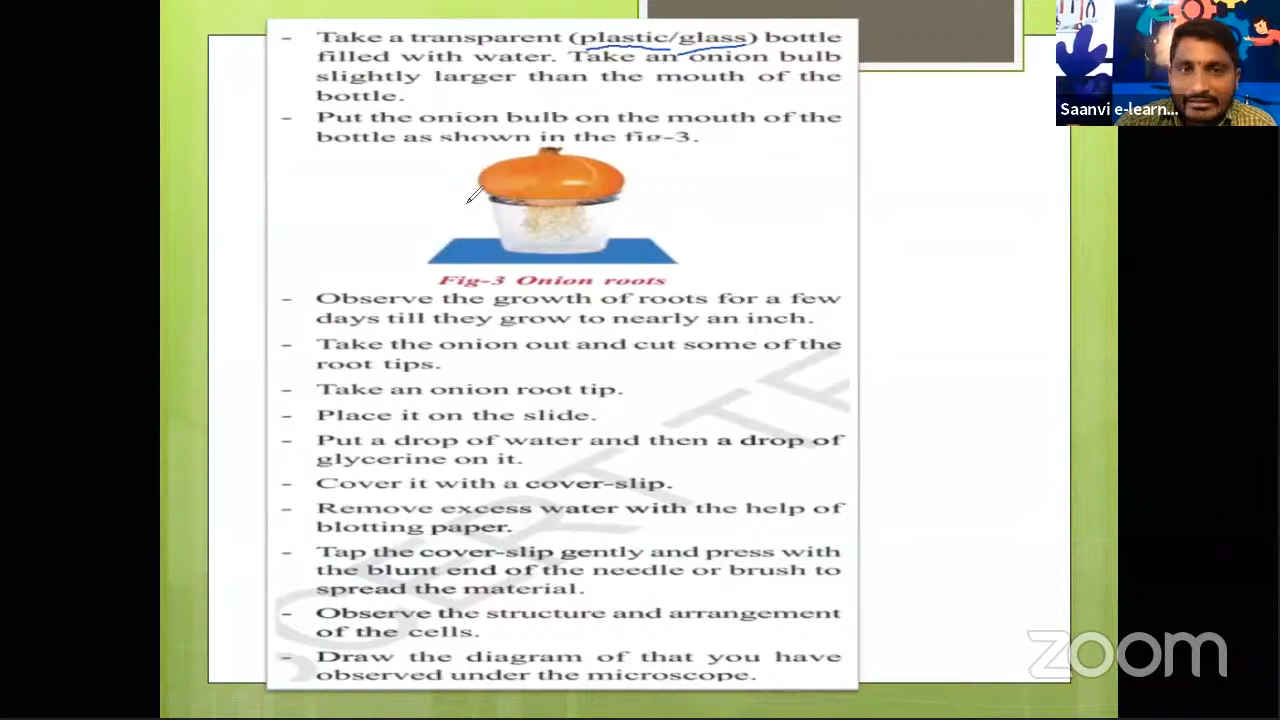 - Take a transparent (plastic/glass) bottle
filled with water. Take an onion bulb
slightly larger than the mouth of the
bottle.
- Put the onion bulb on the mouth of the
bottle as shown in the fig-3.
Fig-3 Onion roots
- Observe the growth of roots for a few
days till they grow to nearly an inch.
- Take the onion out and cut some of the
root tips.
- Take an onion root tip.
- Place it on the slide.
- Put a drop of water and then a drop of
glycerine on it.
- Cover it with a cover-slip.
- Remove excess water with the help of
blotting paper.
- Tap the cover-slip gently and press with
the blunt end of the needle or brush to
spread the material.
- Observe the structure and arrangement
of the cells.
- Draw the diagram of that you have
observed under the microscope.
Saanvi e-learn...
zoom